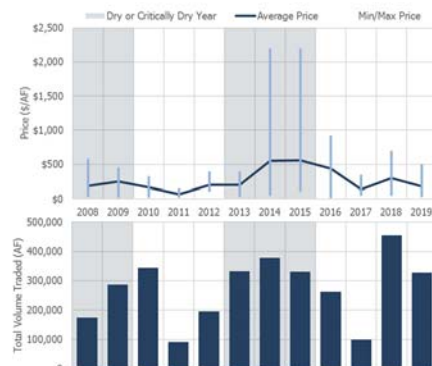 Dry or Critically Dry Year Average Price Min/Max Price
Price ($/AF)
$2,500
$2,000
$1,500
$1,000
$500
$0
2008 2009 2010 2011 2012 2013 2014 2015 2016 2017 2018 2019
Total Volume Traded (AF)
500,000
400,000
300,000
200,000
100,000